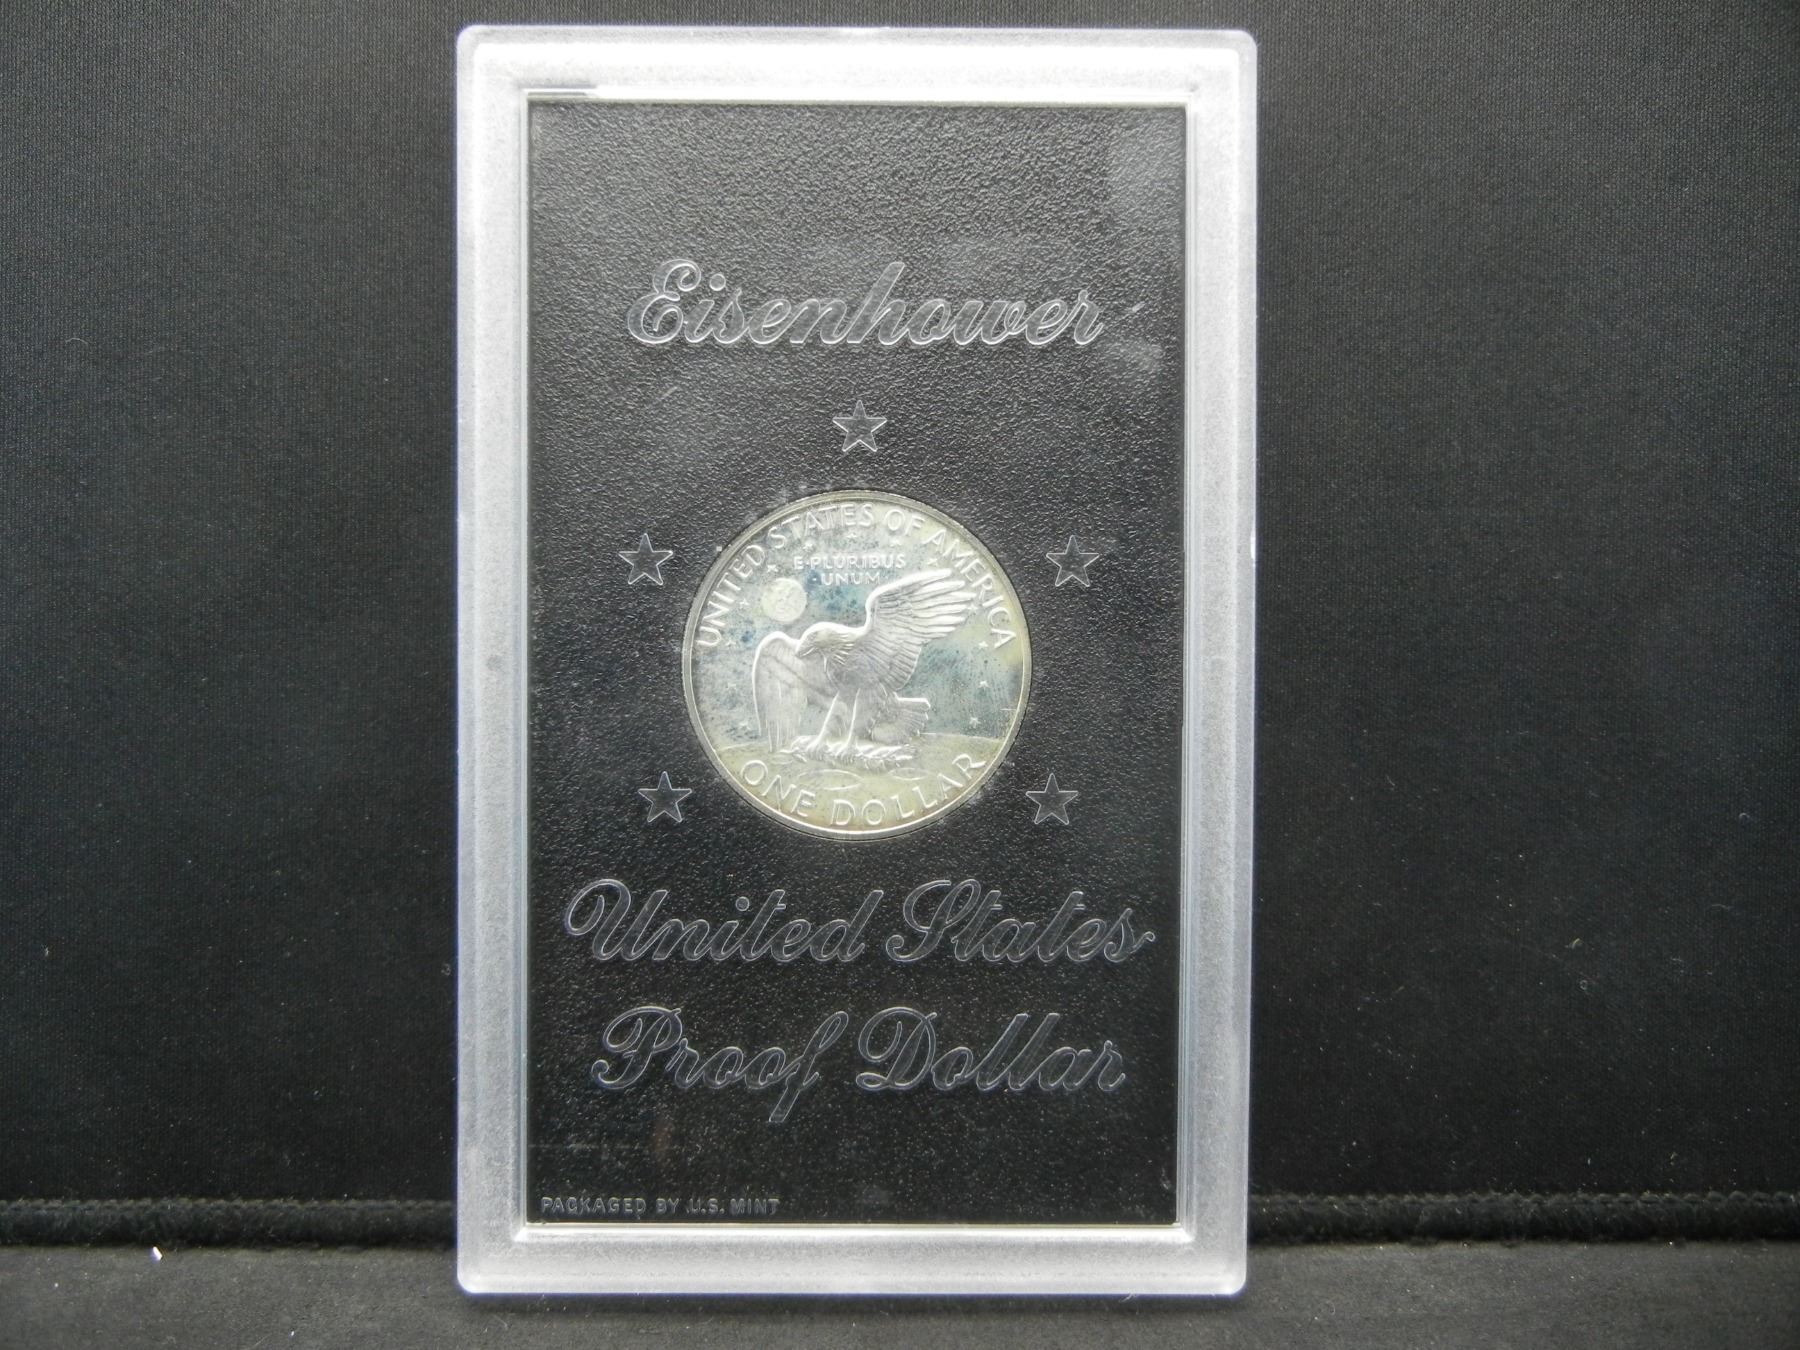 Eisenhower
UNITED STATES OF AMERICA
E·PLURIBUS
·UNUM·
ONE DOLLAR
United States
Proof Dollar
PACKAGED BY U.S. MINT